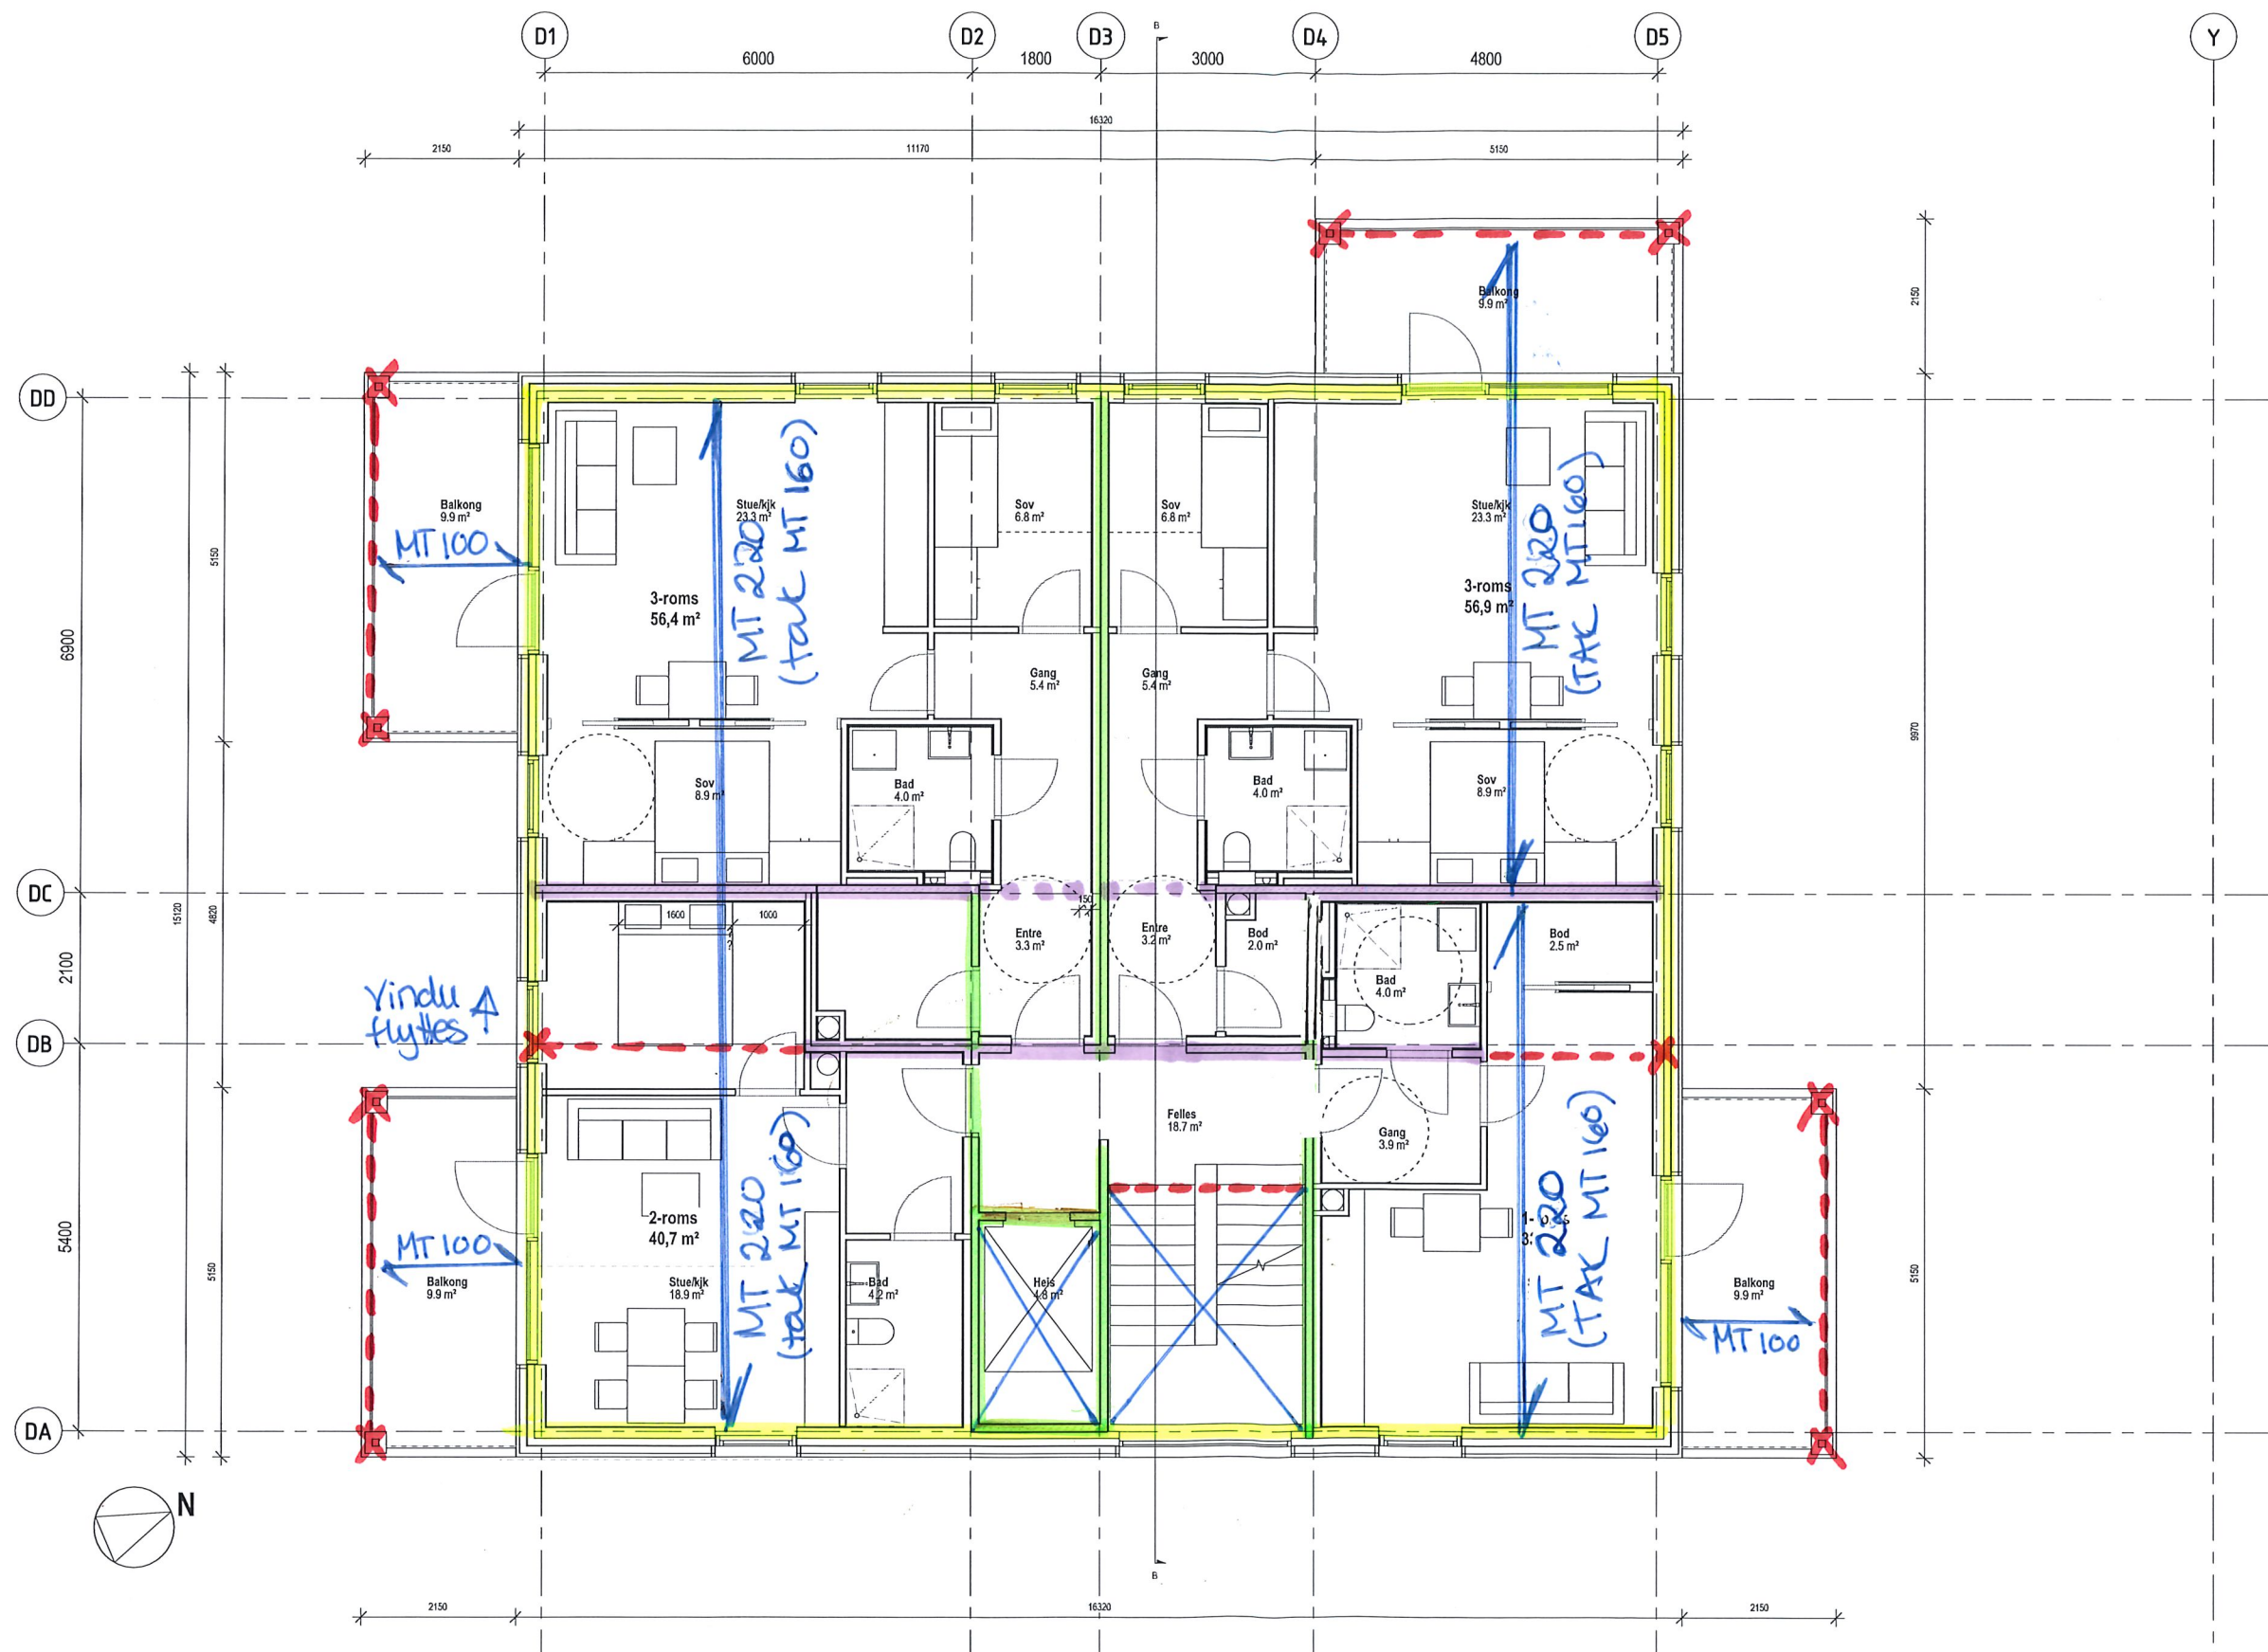 D1
D2
D3
B
D4
D5
Y
6000
1800
3000
4800
16320
2150
11170
5150
Balkong
9.9 m²
2150
DD
Balkong
9.9 m²
MT 100
Stue/kjk
23.3 m²
MT 220
(tak MT 160)
Sov
6.8 m²
Sov
6.8 m²
Stue/kjk
23.3 m²
MT 220
(TAK MT 160)
5150
3-roms
56,4 m²
3-roms
56,9 m²
6900
Gang
5.4 m²
Gang
5.4 m²
9970
Sov
8.9 m²
Bad
4.0 m²
Bad
4.0 m²
Sov
8.9 m²
DC
15120
4820
1600
1000
?
150
Entre
3.3 m²
Entre
3.2 m²
Bod
2.0 m²
Bad
4.0 m²
Bod
2.5 m²
2100
Vindu
flyttes
DB
Felles
18.7 m²
Gang
3.9 m²
5400
5150
2-roms
40,7 m²
MT 220
(tak MT 160)
MT 220
(TAK MT 160)
5150
MT 100
Balkong
9.9 m²
Stue/kjk
18.9 m²
Bad
4.2 m²
Heis
4.8 m²
Balkong
9.9 m²
MT 100
DA
N
B
2150
16320
2150